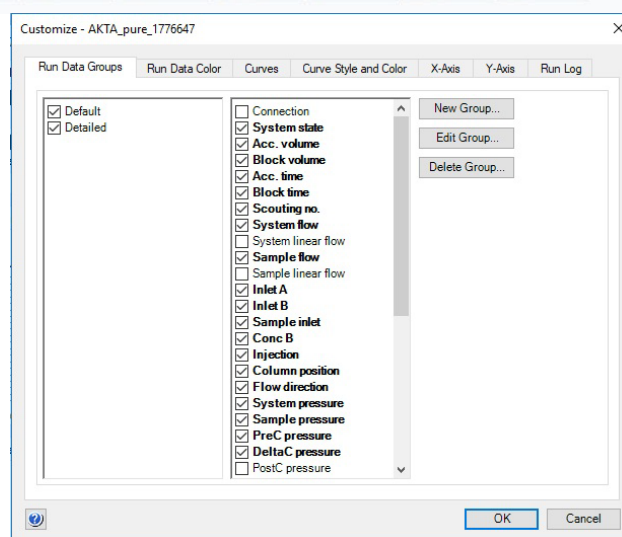 Customize - AKTA_pure_1776647
Run Data Groups Run Data Color Curves Curve Style and Color X-Axis Y-Axis Run Log
Default
Detailed
Connection
System state
Acc. volume
Block volume
Acc. time
Block time
Scouting no.
System flow
System linear flow
Sample flow
Sample linear flow
Inlet A
Inlet B
Sample inlet
Conc B
Injection
Column position
Flow direction
System pressure
Sample pressure
PreC pressure
DeltaC pressure
PostC pressure
New Group...
Edit Group...
Delete Group...
OK Cancel